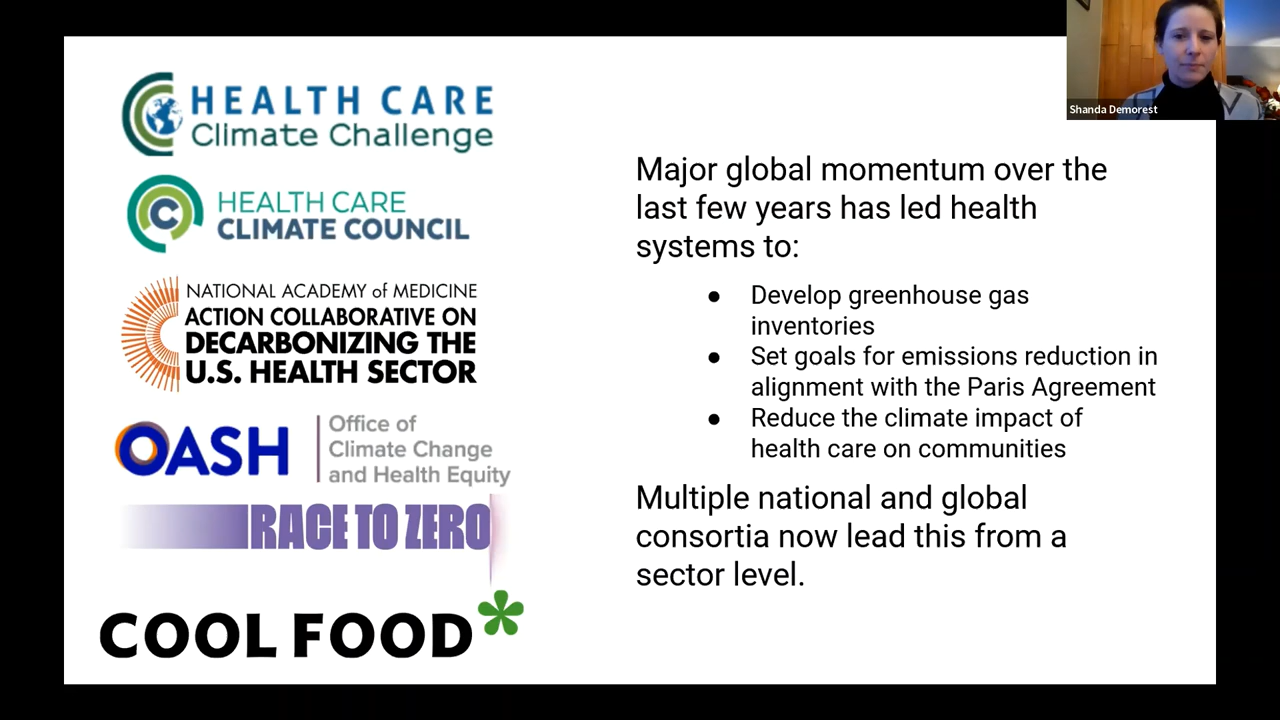 HEALTH CARE
Climate Challenge
HEALTH CARE
CLIMATE COUNCIL
NATIONAL ACADEMY of MEDICINE
ACTION COLLABORATIVE ON
DECARBONIZING THE
U.S. HEALTH SECTOR
OASH
Office of
Climate Change
and Health Equity
RACE TO ZERO
COOL FOOD*
Major global momentum over the
last few years has led health
systems to:
● Develop greenhouse gas
inventories
● Set goals for emissions reduction in
alignment with the Paris Agreement
● Reduce the climate impact of
health care on communities
Multiple national and global
consortia now lead this from a
sector level.
Shanda Demorest